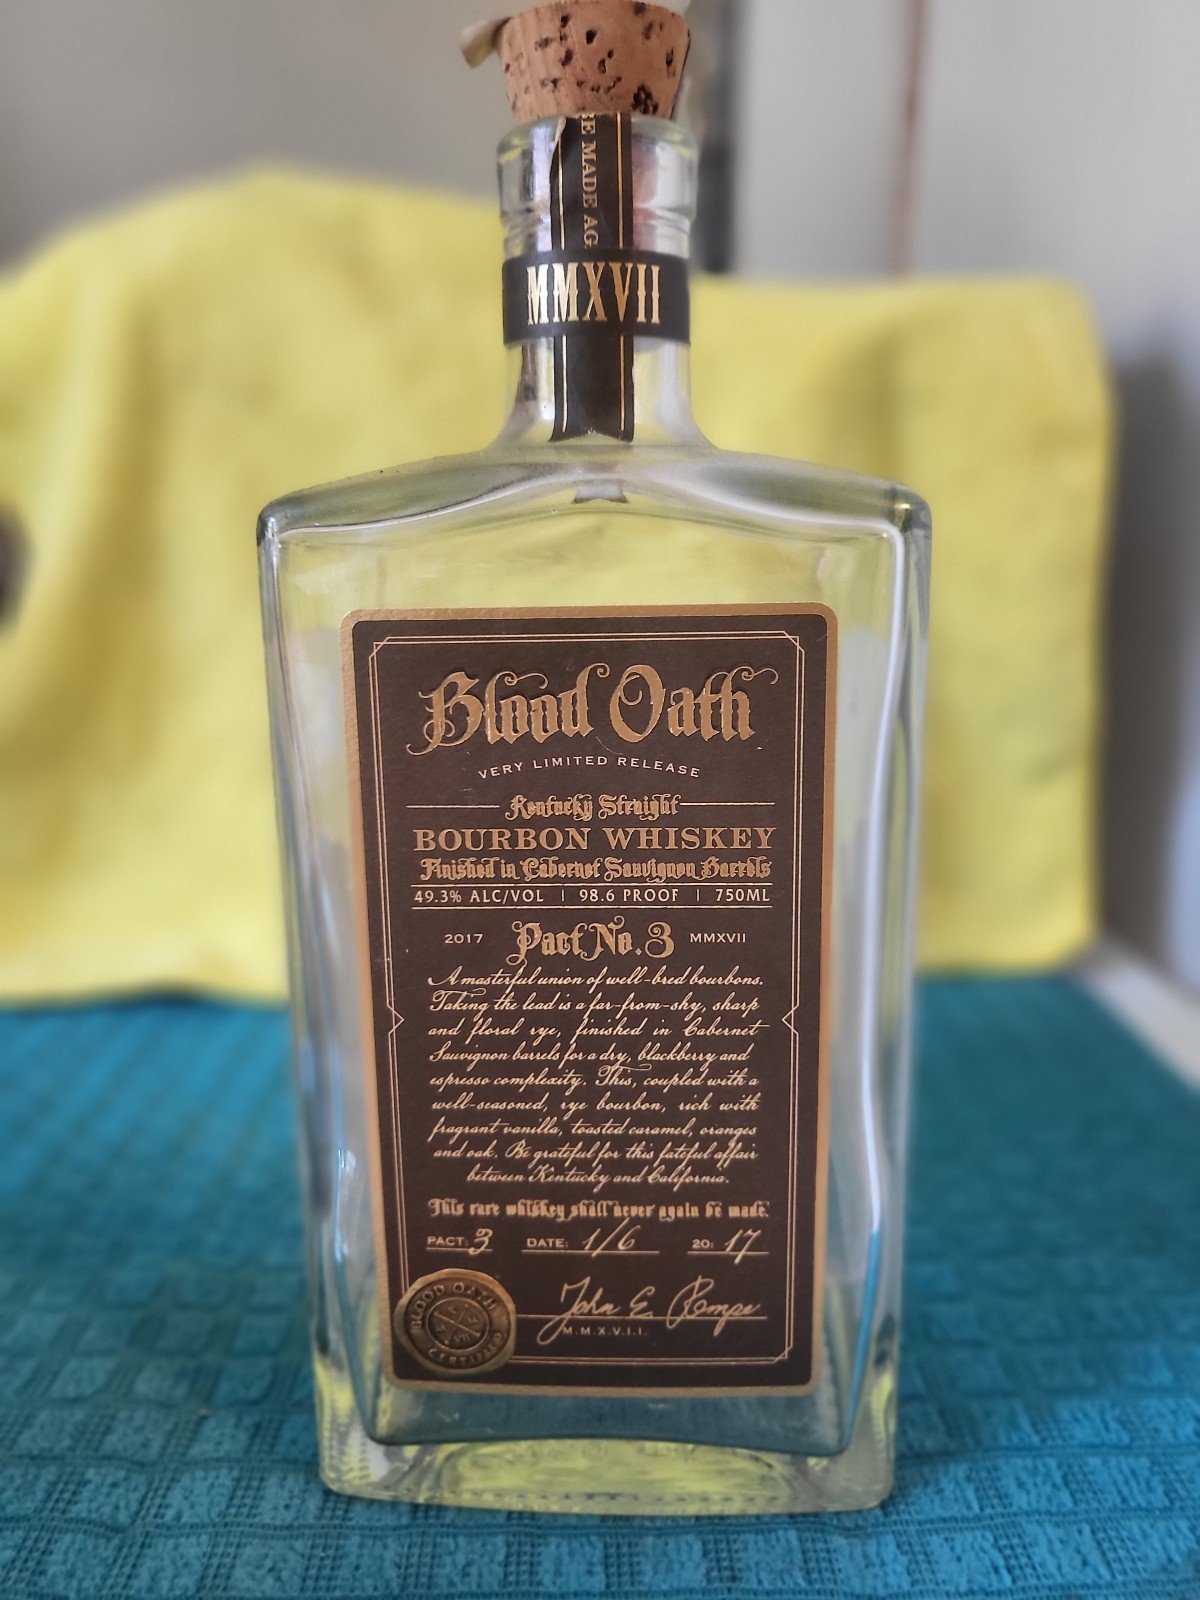 BE MADE AG
MMXVII
Blood Oath
VERY LIMITED RELEASE
Kentucky Straight
BOURBON WHISKEY
Finished in Cabernet Sauvignon Barrels
49.3% ALC/VOL | 98.6 PROOF | 750ML
2017 Pact No.3 MMXVII
A masterful union of well-bred bourbons.
Taking the lead is a far-from-shy, sharp
and floral rye, finished in Cabernet
Sauvignon barrels for a dry, blackberry and
espresso complexity. This, coupled with a
well-seasoned, rye bourbon, rich with
fragrant vanilla, toasted caramel, oranges
and oak. Be grateful for this fateful affair
between Kentucky and California.
This rare whiskey shall never again be made.
PACT: 3 DATE: 1/6 20: 17
John E. Rempe
M.M.X.V.I.I.
BLOOD OATH
VII
CERTIFIED